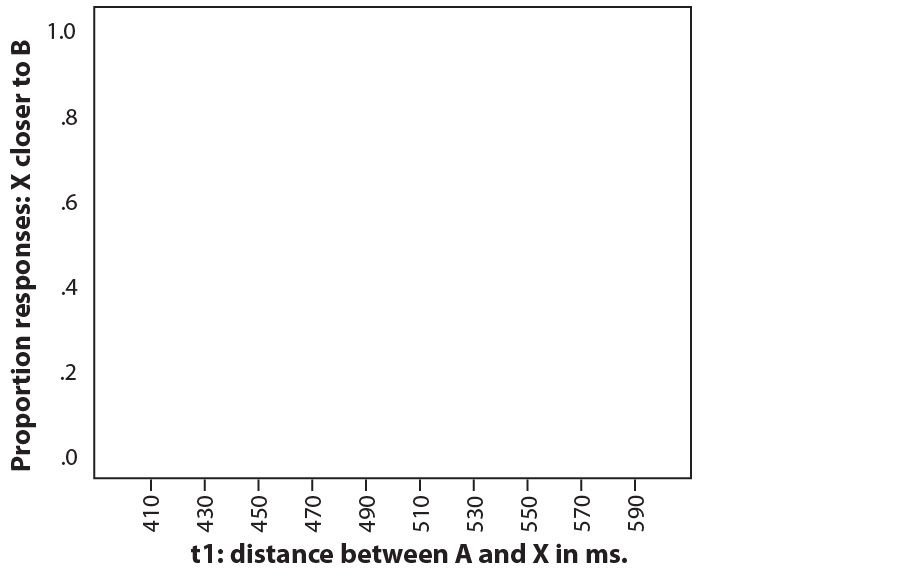 Proportion responses: X closer to B
1.0
.8
.6
.4
.2
.0
410 430 450 470 490 510 530 550 570 590
t1: distance between A and X in ms.